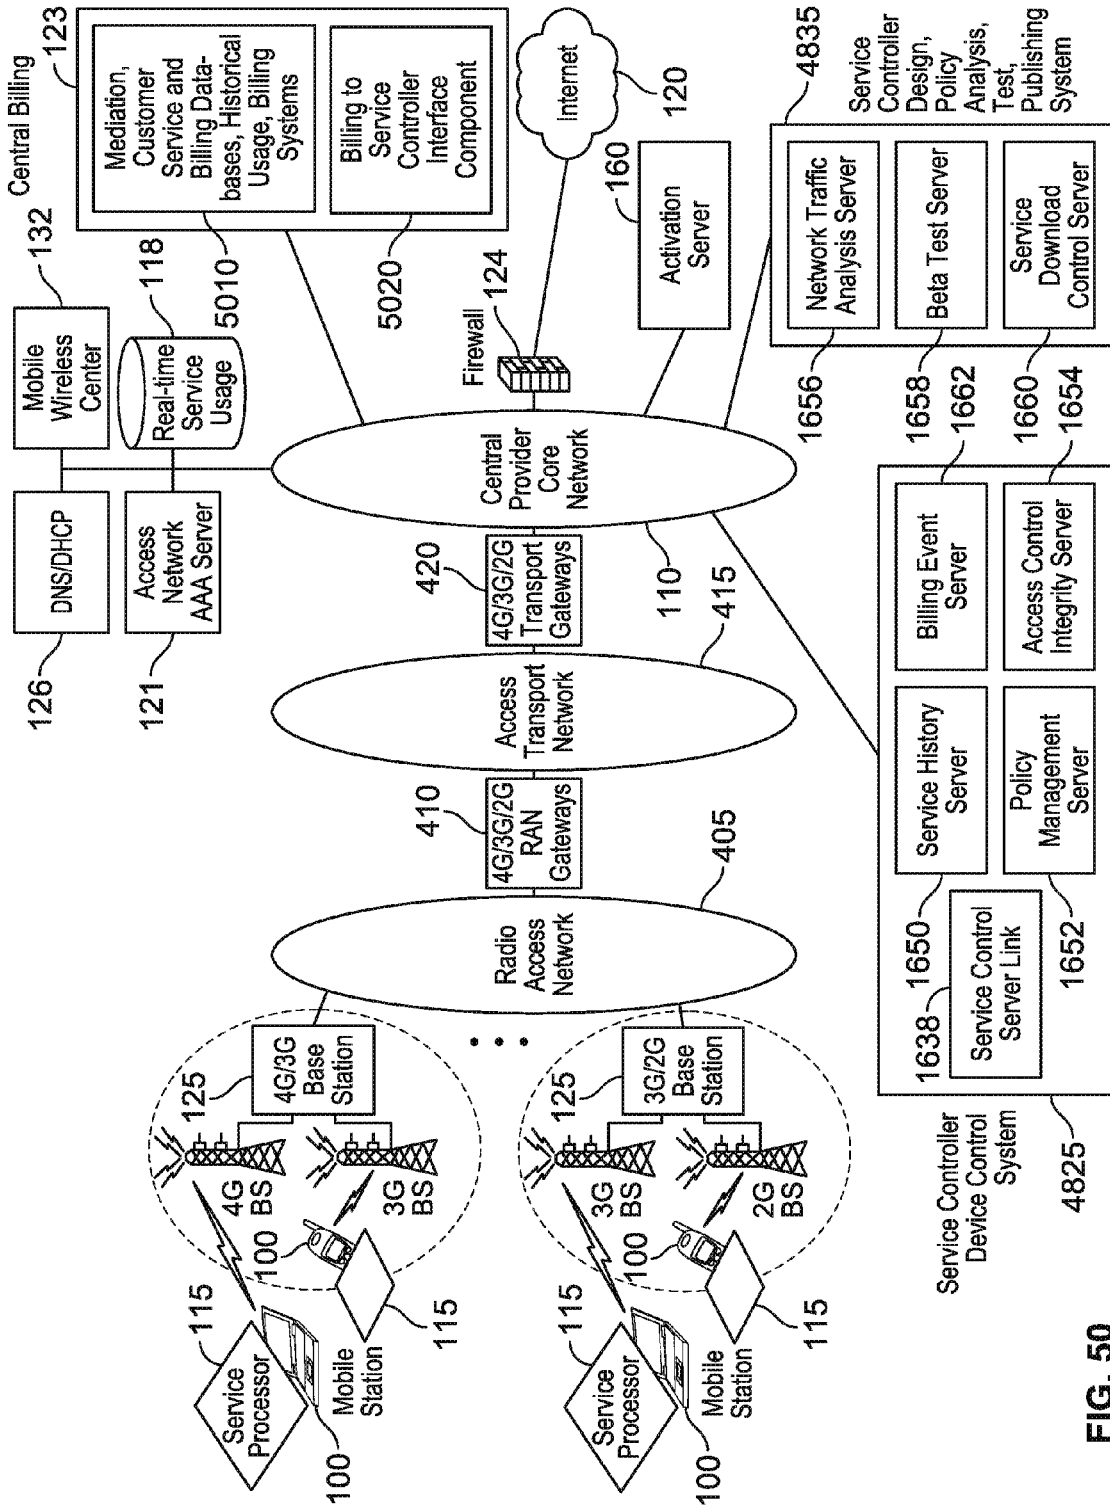 Service
Processor
115
100
Mobile
Station
100
115
4G
BS
3G
BS
125
4G/3G
Base
Station
Service
Processor
115
100
Mobile
Station
100
115
3G
BS
2G
BS
125
3G/2G
Base
Station
Radio
Access
Network
405
410
4G/3G/2G
RAN
Gateways
Access
Transport
Network
415
420
4G/3G/2G
Transport
Gateways
Central
Provider
Core
Network
110
126
DNS/DHCP
121
Access
Network
AAA Server
Mobile
Wireless
Center
132
Real-time
Service
Usage
118
Central Billing
123
Mediation,
Customer
Service and
Billing Data-
bases, Historical
Usage, Billing
Systems
5010
Billing to
Service
Controller
Interface
Component
5020
Firewall
124
Internet
120
160
Activation
Server
4835
Service
Controller
Design,
Policy
Analysis,
Test,
Publishing
System
1656
Network Traffic
Analysis Server
1658
Beta Test Server
1660
Service
Download
Control Server
Service Controller
Device Control
System
4825
1638
Service Control
Server Link
1650
Service History
Server
1652
Policy
Management
Server
1662
Billing Event
Server
1654
Access Control
Integrity Server
FIG. 50